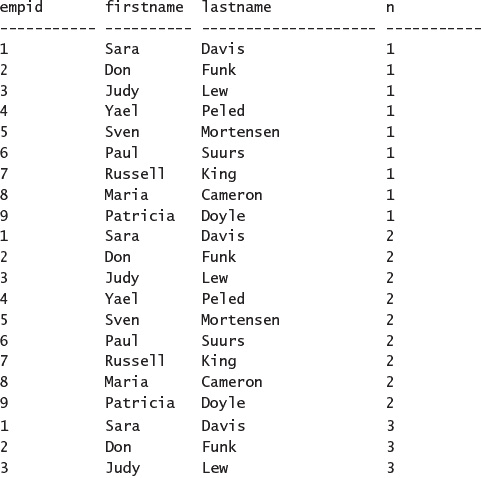 empid       firstname  lastname             n
----------- ---------- -------------------- -----------
1           Sara       Davis                1
2           Don        Funk                 1
3           Judy       Lew                  1
4           Yael       Peled                1
5           Sven       Mortensen            1
6           Paul       Suurs                1
7           Russell    King                 1
8           Maria      Cameron              1
9           Patricia   Doyle                1
1           Sara       Davis                2
2           Don        Funk                 2
3           Judy       Lew                  2
4           Yael       Peled                2
5           Sven       Mortensen            2
6           Paul       Suurs                2
7           Russell    King                 2
8           Maria      Cameron              2
9           Patricia   Doyle                2
1           Sara       Davis                3
2           Don        Funk                 3
3           Judy       Lew                  3